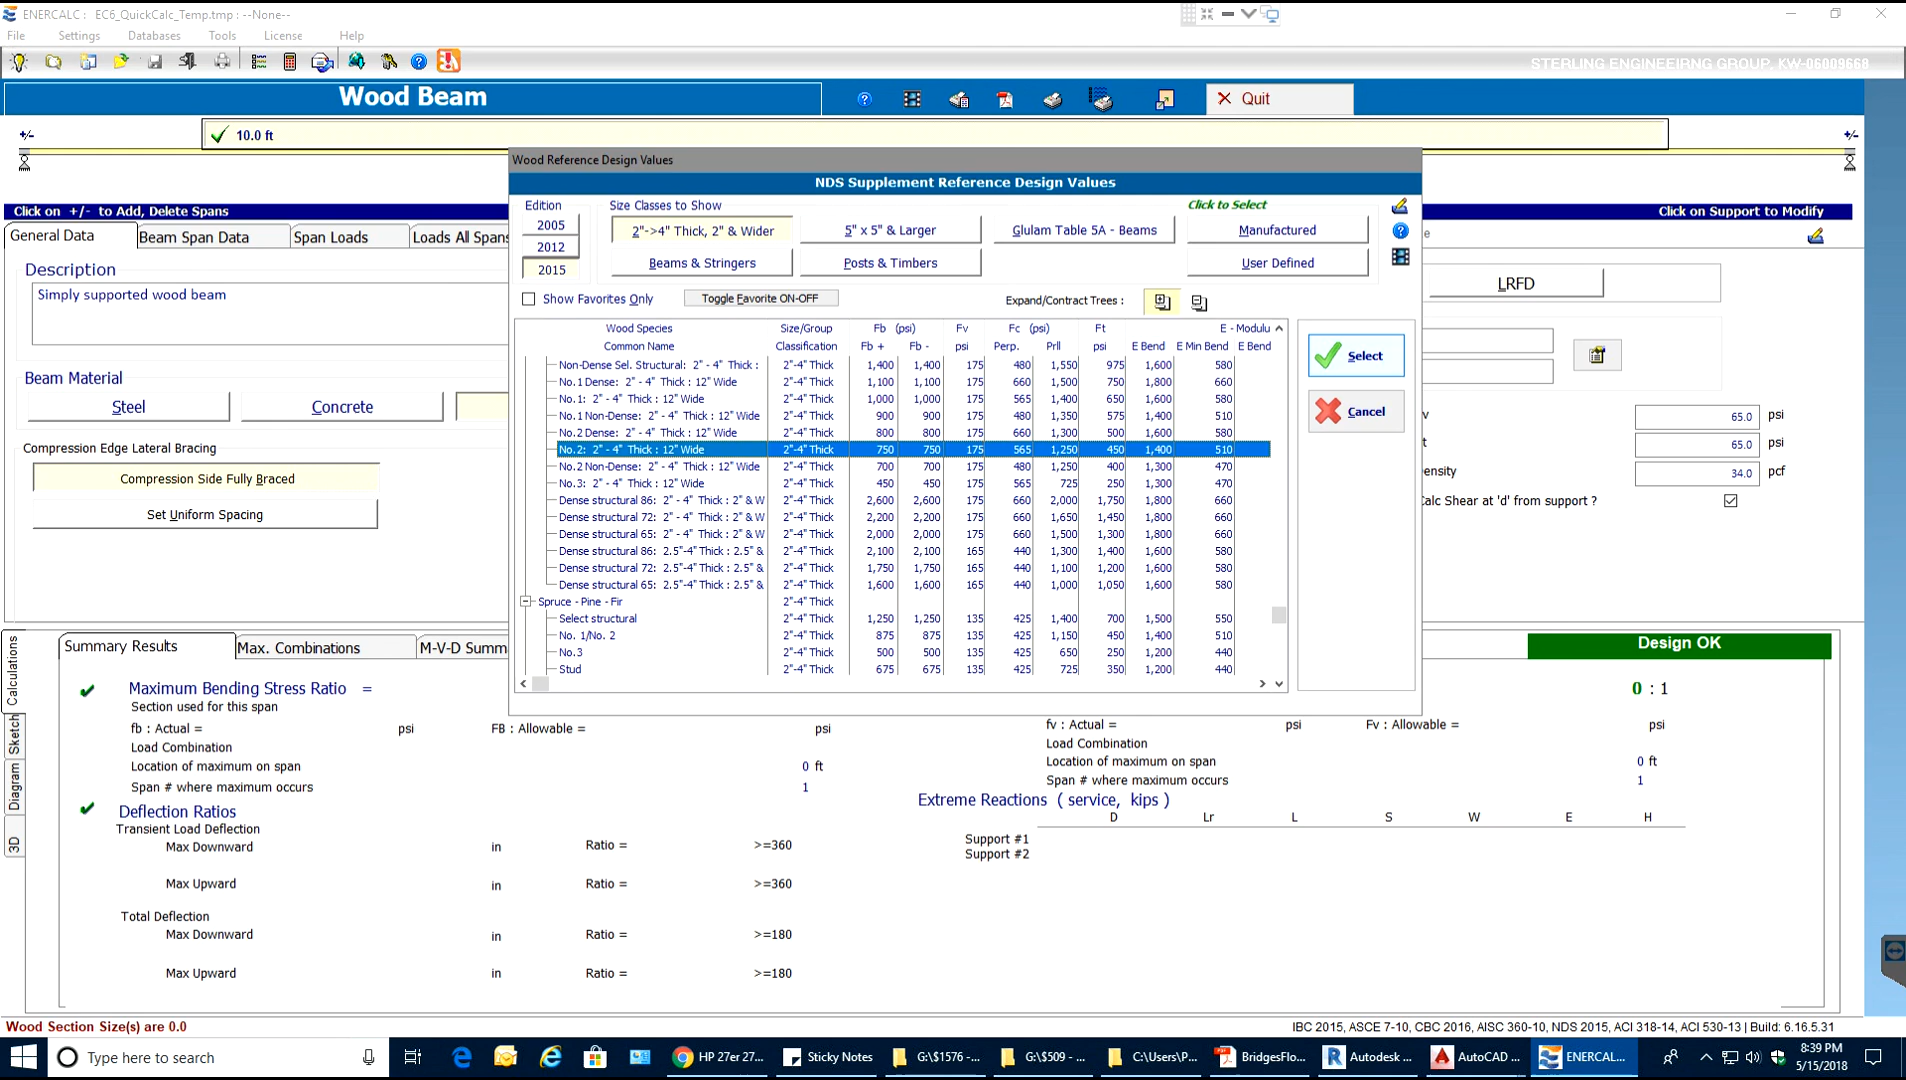 ENERCALC : EC6_QuickCalc_Temp.tmp : --None--
File Settings Databases Tools License Help
STERLING ENGINEEIRNG GROUP, KW-06009668
Wood Beam
Quit
+/-
10.0 ft
+/-
Click on +/- to Add, Delete Spans
Click on Support to Modify
General Data
Beam Span Data
Span Loads
Loads All Spans
Description
Simply supported wood beam
Beam Material
Steel
Concrete
Compression Edge Lateral Bracing
Compression Side Fully Braced
Set Uniform Spacing
LRFD
65.0 psi
65.0 psi
ensity 34.0 pcf
Calc Shear at 'd' from support ?
Wood Reference Design Values
NDS Supplement Reference Design Values
Edition
2005
2012
2015
Size Classes to Show
Click to Select
2"->4" Thick, 2" & Wider
5" x 5" & Larger
Glulam Table 5A - Beams
Manufactured
Beams & Stringers
Posts & Timbers
User Defined
Show Favorites Only
Toggle Favorite ON-OFF
Expand/Contract Trees :
Wood Species Size/Group Fb (psi) Fv Fc (psi) Ft E - Modulu
Common Name Classification Fb + Fb - psi Perp. Prll psi E Bend E Min Bend E Bend
Non-Dense Sel. Structural: 2" - 4" Thick : 2"-4" Thick 1,400 1,400 175 480 1,550 975 1,600 580
No.1 Dense: 2" - 4" Thick : 12" Wide 2"-4" Thick 1,100 1,100 175 660 1,500 750 1,800 660
No.1: 2" - 4" Thick : 12" Wide 2"-4" Thick 1,000 1,000 175 565 1,400 650 1,600 580
No.1 Non-Dense: 2" - 4" Thick : 12" Wide 2"-4" Thick 900 900 175 480 1,350 575 1,400 510
No.2 Dense: 2" - 4" Thick : 12" Wide 2"-4" Thick 800 800 175 660 1,300 500 1,600 580
No.2: 2" - 4" Thick : 12" Wide 2"-4" Thick 750 750 175 565 1,250 450 1,400 510
No.2 Non-Dense: 2" - 4" Thick : 12" Wide 2"-4" Thick 700 700 175 480 1,250 400 1,300 470
No.3: 2" - 4" Thick : 12" Wide 2"-4" Thick 450 450 175 565 725 250 1,300 470
Dense structural 86: 2" - 4" Thick : 2" & W 2"-4" Thick 2,600 2,600 175 660 2,000 1,750 1,800 660
Dense structural 72: 2" - 4" Thick : 2" & W 2"-4" Thick 2,200 2,200 175 660 1,650 1,450 1,800 660
Dense structural 65: 2" - 4" Thick : 2" & W 2"-4" Thick 2,000 2,000 175 660 1,500 1,300 1,800 660
Dense structural 86: 2.5"-4" Thick : 2.5" & 2"-4" Thick 2,100 2,100 165 440 1,300 1,400 1,600 580
Dense structural 72: 2.5"-4" Thick : 2.5" & 2"-4" Thick 1,750 1,750 165 440 1,100 1,200 1,600 580
Dense structural 65: 2.5"-4" Thick : 2.5" & 2"-4" Thick 1,600 1,600 165 440 1,000 1,050 1,600 580
Spruce - Pine - Fir 2"-4" Thick
Select structural 2"-4" Thick 1,250 1,250 135 425 1,400 700 1,500 550
No. 1/No. 2 2"-4" Thick 875 875 135 425 1,150 450 1,400 510
No.3 2"-4" Thick 500 500 135 425 650 250 1,200 440
Stud 2"-4" Thick 675 675 135 425 725 350 1,200 440
Select
Cancel
Calculations
Sketch
Diagram
3D
Summary Results
Max. Combinations
M-V-D Summ
Design OK
Maximum Bending Stress Ratio =
0 : 1
Section used for this span
fb : Actual = psi FB : Allowable = psi
fv : Actual = psi Fv : Allowable = psi
Load Combination
Load Combination
Location of maximum on span 0 ft
Location of maximum on span 0 ft
Span # where maximum occurs 1
Span # where maximum occurs 1
Deflection Ratios
Extreme Reactions ( service, kips )
Transient Load Deflection
D Lr L S W E H
Max Downward in Ratio = >=360
Support #1
Support #2
Max Upward in Ratio = >=360
Total Deflection
Max Downward in Ratio = >=180
Max Upward in Ratio = >=180
Wood Section Size(s) are 0.0
IBC 2015, ASCE 7-10, CBC 2016, AISC 360-10, NDS 2015, ACI 318-14, ACI 530-13 | Build: 6.16.5.31
Type here to search
HP 27er 27...
Sticky Notes
G:\$1576 -...
G:\$509 - ...
C:\Users\P...
BridgesFlo...
Autodesk ...
AutoCAD ...
ENERCAL...
8:39 PM
5/15/2018